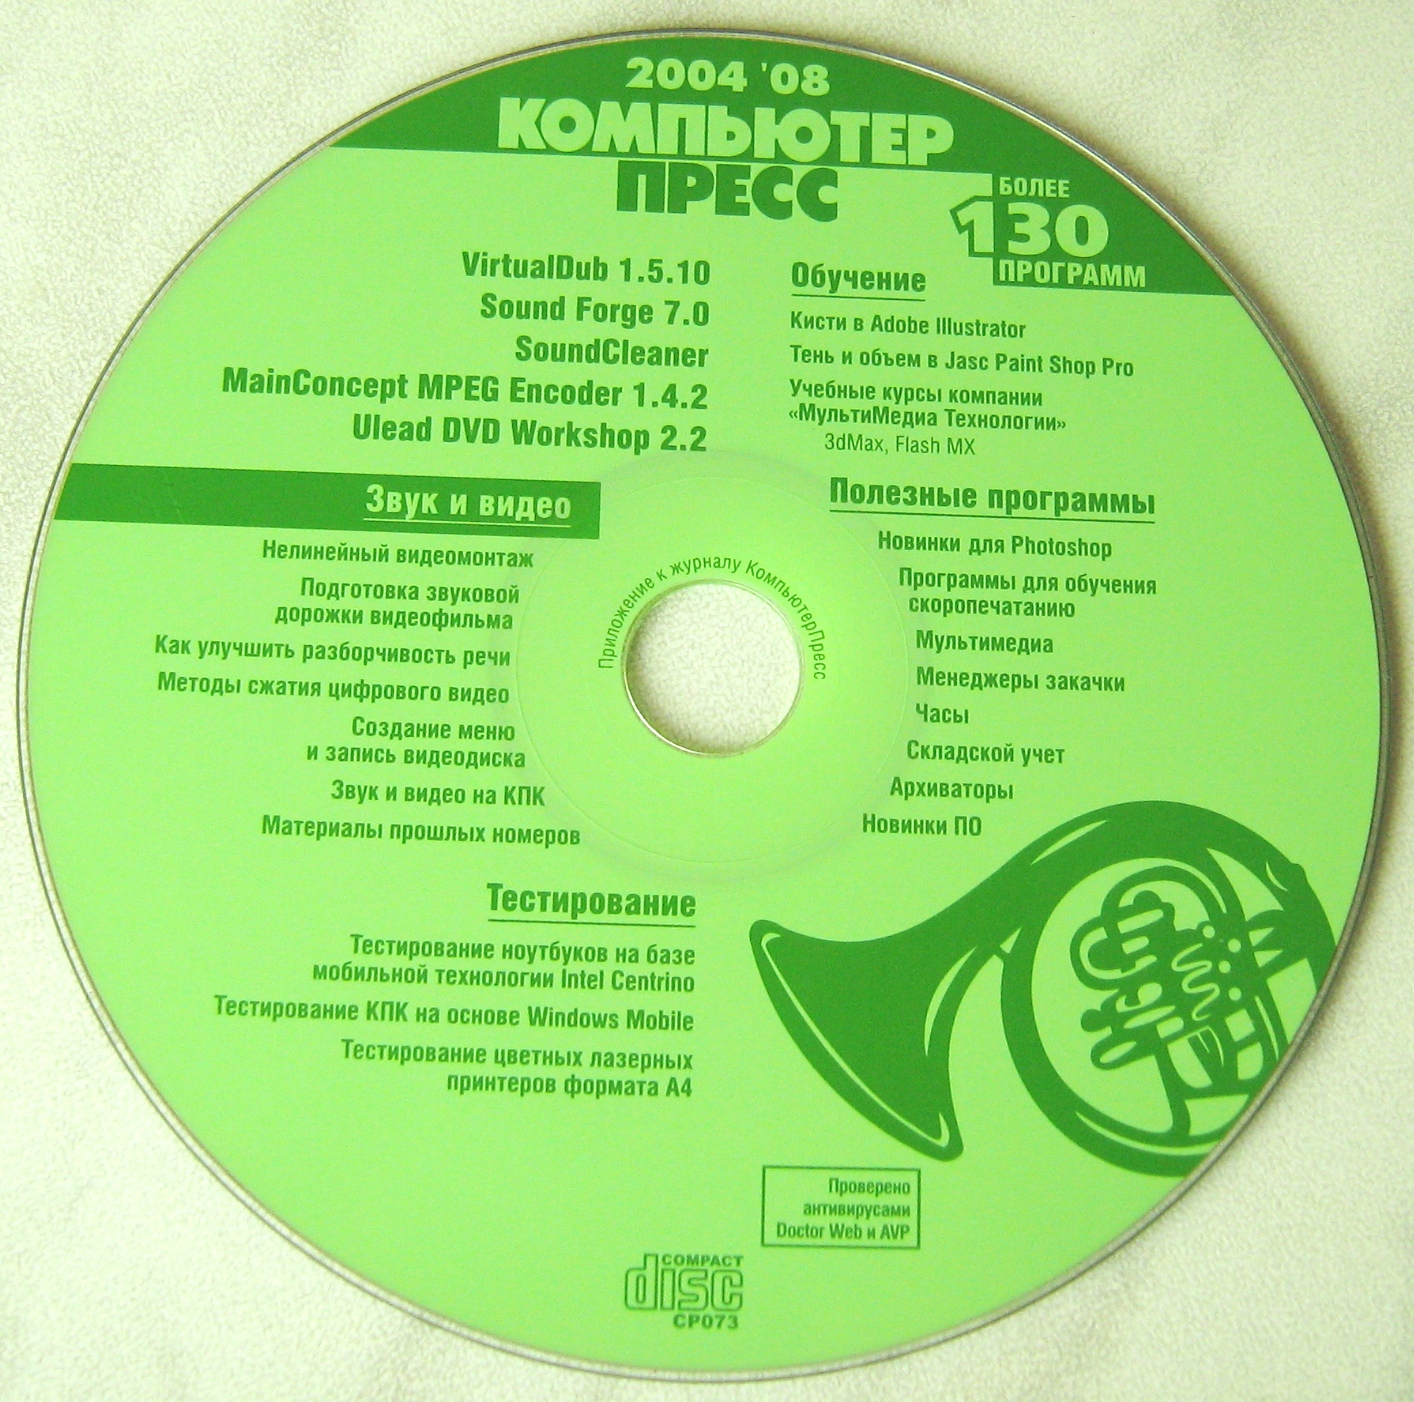 2004 '08
КОМПЬЮТЕР
ПРЕСС
БОЛЕЕ
130
ПРОГРАММ
VirtualDub 1.5.10
Sound Forge 7.0
SoundCleaner
MainConcept MPEG Encoder 1.4.2
Ulead DVD Workshop 2.2
Звук и видео
Нелинейный видеомонтаж
Подготовка звуковой
дорожки видеофильма
Как улучшить разборчивость речи
Методы сжатия цифрового видео
Создание меню
и запись видеодиска
Звук и видео на КПК
Материалы прошлых номеров
Тестирование
Тестирование ноутбуков на базе
мобильной технологии Intel Centrino
Тестирование КПК на основе Windows Mobile
Тестирование цветных лазерных
принтеров формата А4
Обучение
Кисти в Adobe Illustrator
Тень и объем в Jasc Paint Shop Pro
Учебные курсы компании
«МультиМедиа Технологии»
3dMax, Flash MX
Полезные программы
Новинки для Photoshop
Программы для обучения
скоропечатанию
Мультимедиа
Менеджеры закачки
Часы
Складской учет
Архиваторы
Новинки ПО
Приложение к журналу КомпьютерПресс
Проверено
антивирусами
Doctor Web и AVP
COMPACT
disc
CP073